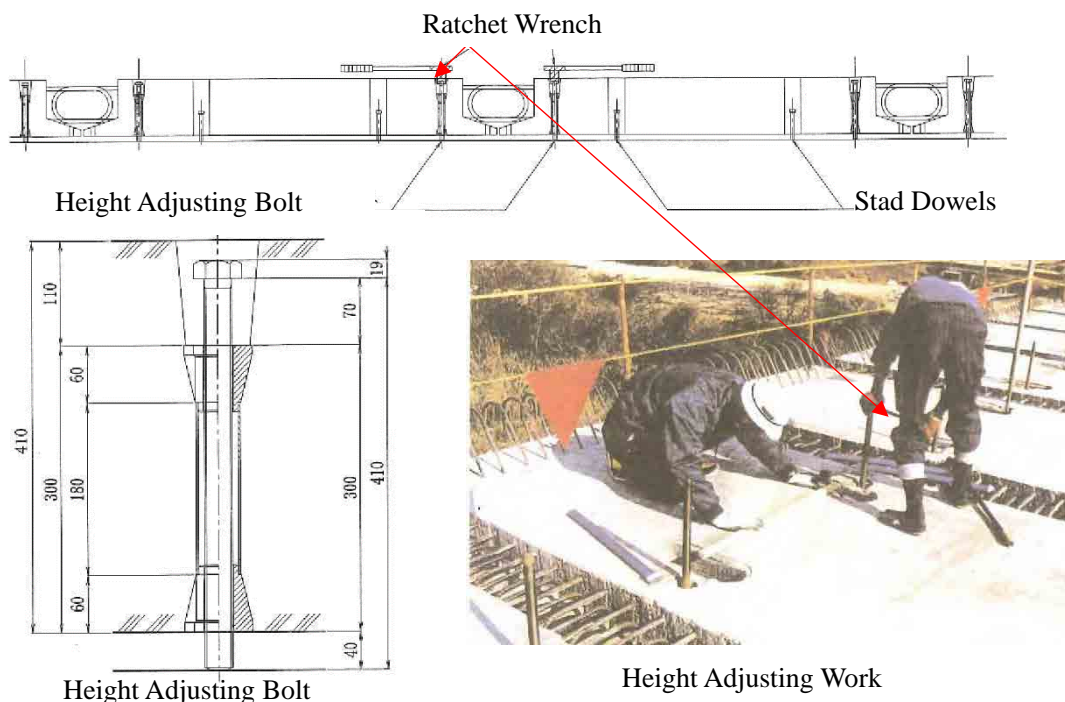 Ratchet Wrench
Height Adjusting Bolt
Stad Dowels
410
110
300
60
180
60
19
70
300
410
40
Height Adjusting Bolt
Height Adjusting Work